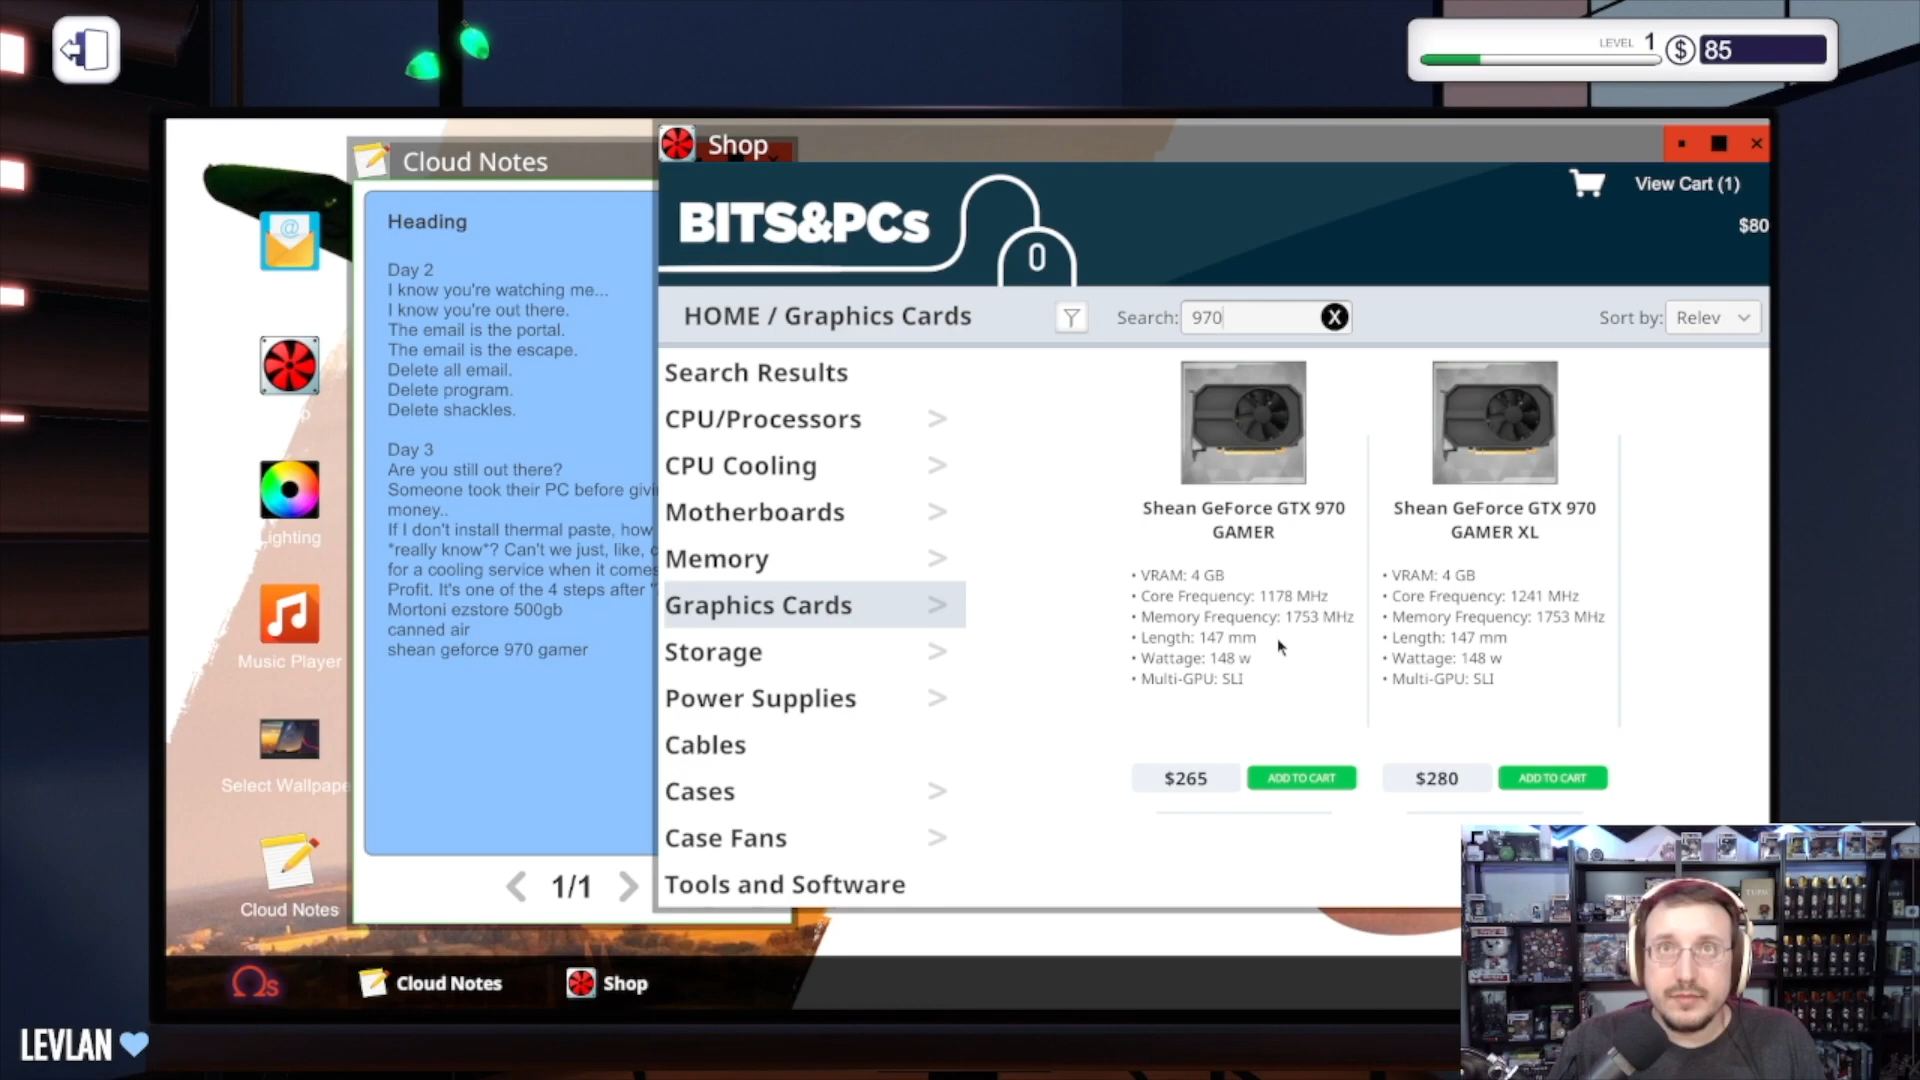 LEVEL 1
$ 85
Shop
Cloud Notes
View Cart (1)
$80
BITS&PCs
HOME / Graphics Cards
Search: 970
X
Sort by: Relev
Heading
Day 2
I know you're watching me...
I know you're out there.
The email is the portal.
The email is the escape.
Delete all email.
Delete program.
Delete shackles.
Day 3
Are you still out there?
Someone took their PC before givi
money..
If I don't install thermal paste, how
*really know*? Can't we just, like, c
for a cooling service when it comes
Profit. It's one of the 4 steps after "
Mortoni ezstore 500gb
canned air
shean geforce 970 gamer
1/1
Search Results
CPU/Processors
CPU Cooling
Motherboards
Memory
Graphics Cards
Storage
Power Supplies
Cables
Cases
Case Fans
Tools and Software
Shean GeForce GTX 970
GAMER
• VRAM: 4 GB
• Core Frequency: 1178 MHz
• Memory Frequency: 1753 MHz
• Length: 147 mm
• Wattage: 148 w
• Multi-GPU: SLI
$265
ADD TO CART
Shean GeForce GTX 970
GAMER XL
• VRAM: 4 GB
• Core Frequency: 1241 MHz
• Memory Frequency: 1753 MHz
• Length: 147 mm
• Wattage: 148 w
• Multi-GPU: SLI
$280
ADD TO CART
Lighting
Music Player
Select Wallpape
Cloud Notes
Ωs
Cloud Notes
Shop
LEVLAN